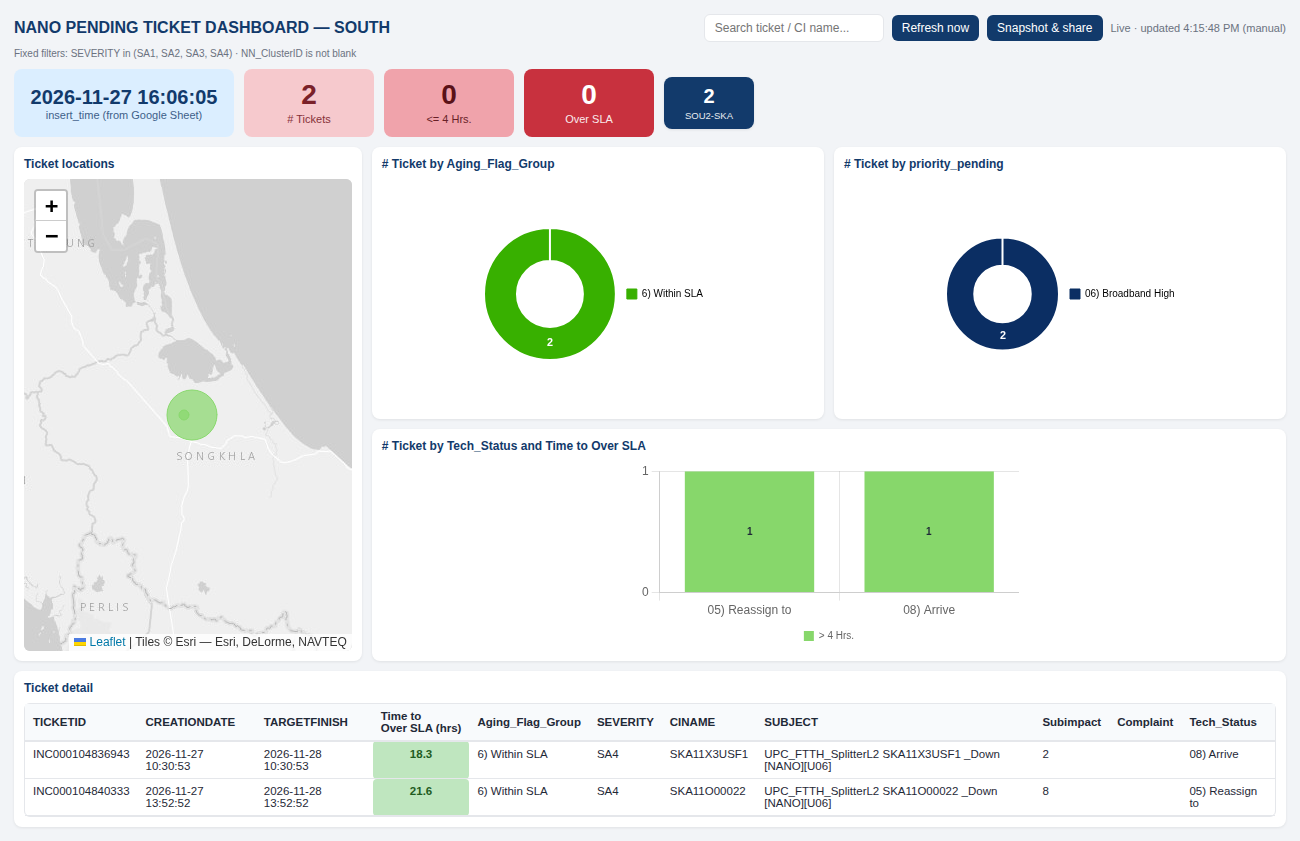 NANO PENDING TICKET DASHBOARD — SOUTH
Search ticket / CI name...
Refresh now
Snapshot & share
Live · updated 4:15:48 PM (manual)
Fixed filters: SEVERITY in (SA1, SA2, SA3, SA4) · NN_ClusterID is not blank
2026-11-27 16:06:05
insert_time (from Google Sheet)
2
# Tickets
0
<= 4 Hrs.
0
Over SLA
2
SOU2-SKA
Ticket locations
+
−
UNG
SONGKHLA
PERLIS
Leaflet | Tiles © Esri — Esri, DeLorme, NAVTEQ
# Ticket by Aging_Flag_Group
2
6) Within SLA
# Ticket by priority_pending
2
06) Broadband High
# Ticket by Tech_Status and Time to Over SLA
1
0
1
1
05) Reassign to
08) Arrive
> 4 Hrs.
Ticket detail
TICKETID CREATIONDATE TARGETFINISH Time to Over SLA (hrs) Aging_Flag_Group SEVERITY CINAME SUBJECT Subimpact Complaint Tech_Status
INC000104836943 2026-11-27 10:30:53 2026-11-28 10:30:53 18.3 6) Within SLA SA4 SKA11X3USF1 UPC_FTTH_SplitterL2 SKA11X3USF1 _Down [NANO][U06] 2 08) Arrive
INC000104840333 2026-11-27 13:52:52 2026-11-28 13:52:52 21.6 6) Within SLA SA4 SKA11O00022 UPC_FTTH_SplitterL2 SKA11O00022 _Down [NANO][U06] 8 05) Reassign to